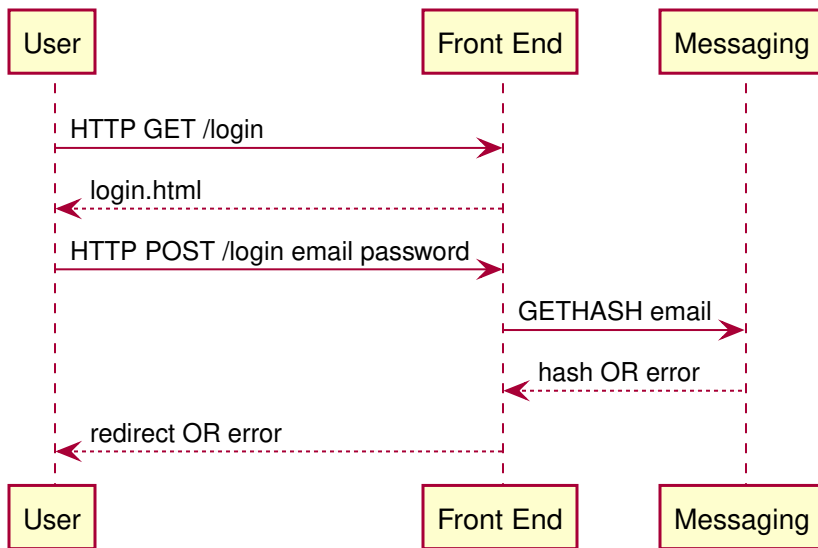 User
Front End
Messaging
HTTP GET /login
login.html
HTTP POST /login email password
GETHASH email
hash OR error
redirect OR error
User
Front End
Messaging